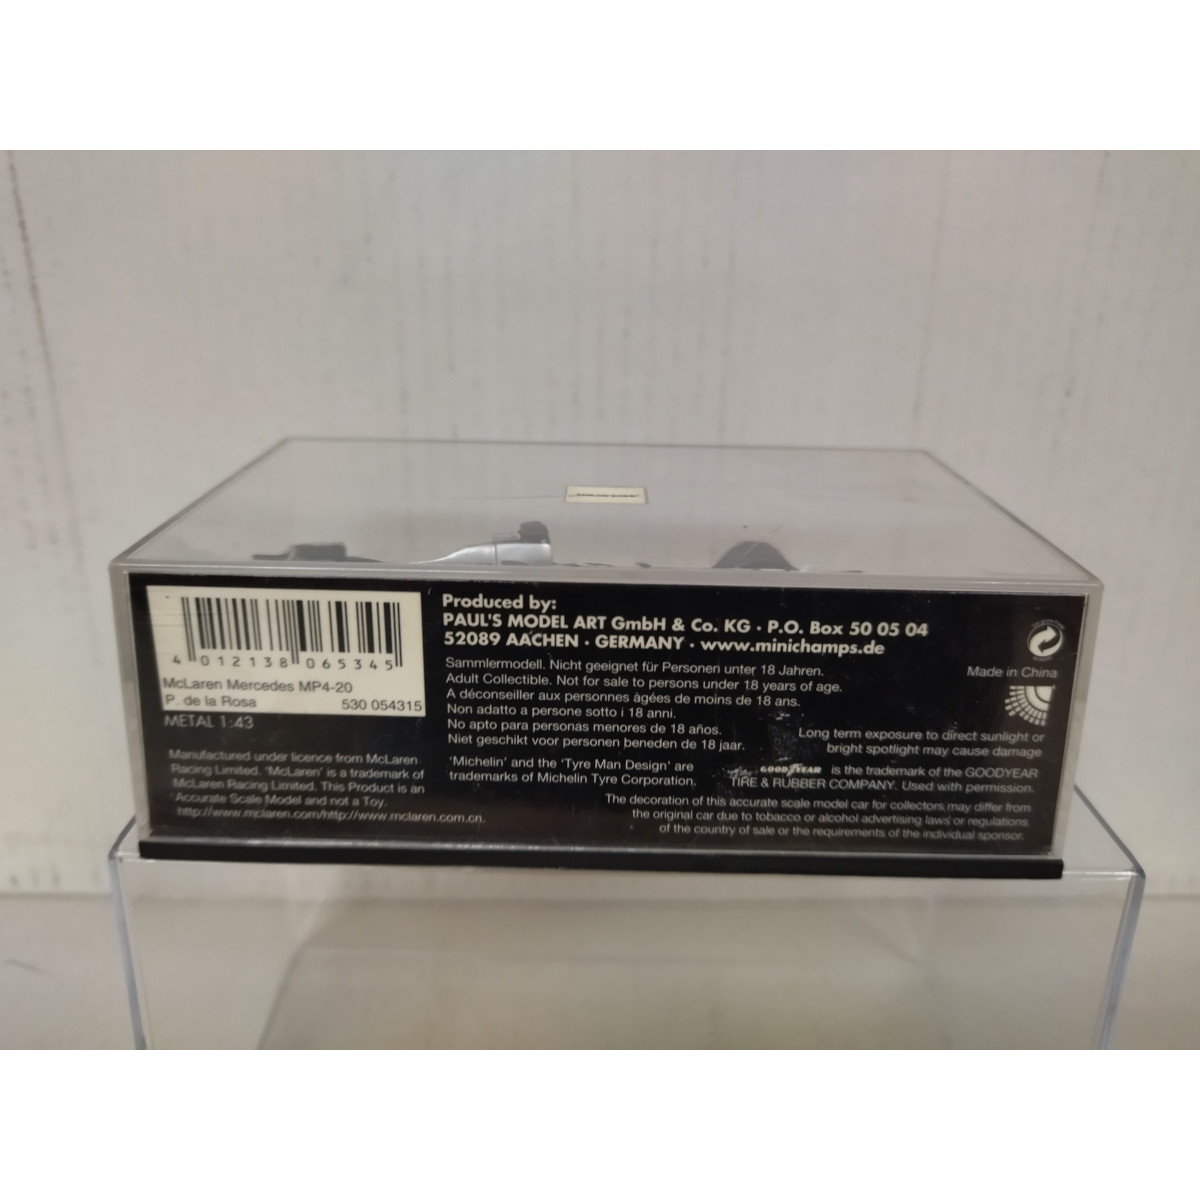 4 012138 065345
McLaren Mercedes MP4-20
P. de la Rosa 530 054315
METAL 1:43
Manufactured under licence from McLaren
Racing Limited. 'McLaren' is a trademark of
McLaren Racing Limited. This Product is an
Accurate Scale Model and not a Toy.
http://www.mclaren.com/http://www.mclaren.com.cn.
Produced by:
PAUL'S MODEL ART GmbH & Co. KG · P.O. Box 50 05 04
52089 AACHEN · GERMANY · www.minichamps.de
Sammlermodell. Nicht geeignet für Personen unter 18 Jahren.
Adult Collectible. Not for sale to persons under 18 years of age.
A déconseiller aux personnes âgées de moins de 18 ans.
Non adatto a persone sotto i 18 anni.
No apto para personas menores de 18 años.
Niet geschikt voor personen beneden de 18 jaar.
'Michelin' and the 'Tyre Man Design' are
trademarks of Michelin Tyre Corporation.
Made in China
Long term exposure to direct sunlight or
bright spotlight may cause damage
GOODYEAR is the trademark of the GOODYEAR
TIRE & RUBBER COMPANY. Used with permission.
The decoration of this accurate scale model car for collectors may differ from
the original car due to tobacco or alcohol advertising laws or regulations
of the country of sale or the requirements of the individual sponsor.